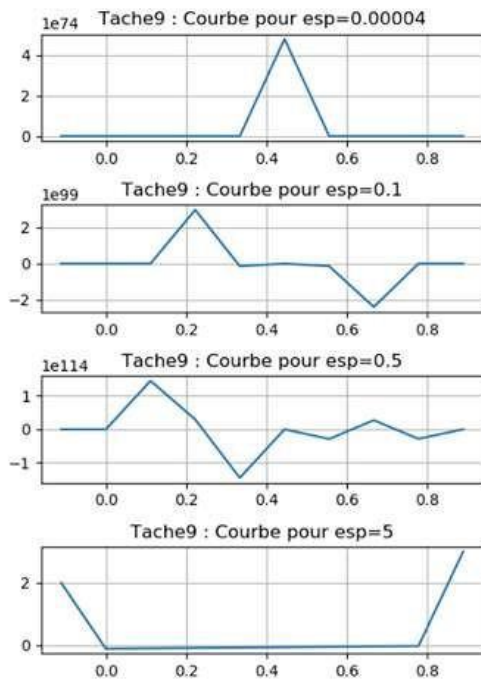 Tache9 : Courbe pour esp=0.00004
1e74
4
2
0
0.0 0.2 0.4 0.6 0.8
Tache9 : Courbe pour esp=0.1
1e99
2
0
−2
0.0 0.2 0.4 0.6 0.8
Tache9 : Courbe pour esp=0.5
1e114
1
0
−1
0.0 0.2 0.4 0.6 0.8
Tache9 : Courbe pour esp=5
2
0
0.0 0.2 0.4 0.6 0.8